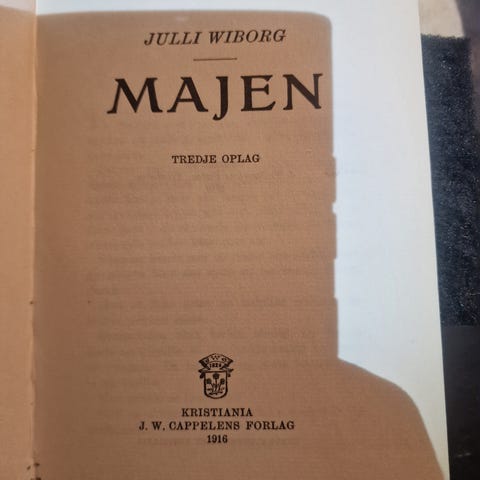 JULLI WIBORG
MAJEN
TREDJE OPLAG
KRISTIANIA
J. W. CAPPELENS FORLAG
1916